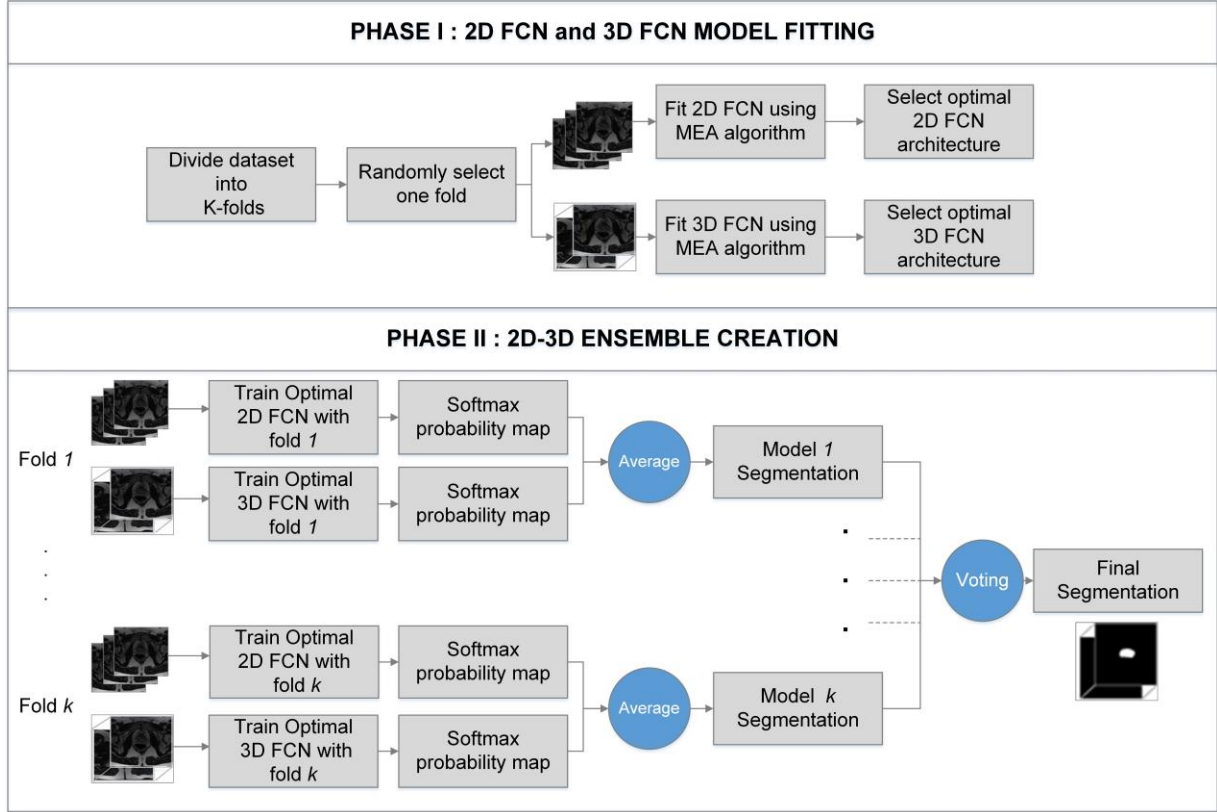 PHASE I : 2D FCN and 3D FCN MODEL FITTING
Divide dataset
into
K-folds
Randomly select
one fold
Fit 2D FCN using
MEA algorithm
Select optimal
2D FCN
architecture
Fit 3D FCN using
MEA algorithm
Select optimal
3D FCN
architecture
PHASE II : 2D-3D ENSEMBLE CREATION
Fold 1
Train Optimal
2D FCN with
fold 1
Softmax
probability map
Train Optimal
3D FCN with
fold 1
Softmax
probability map
Average
Model 1
Segmentation
Fold k
Train Optimal
2D FCN with
fold k
Softmax
probability map
Train Optimal
3D FCN with
fold k
Softmax
probability map
Average
Model k
Segmentation
Voting
Final
Segmentation